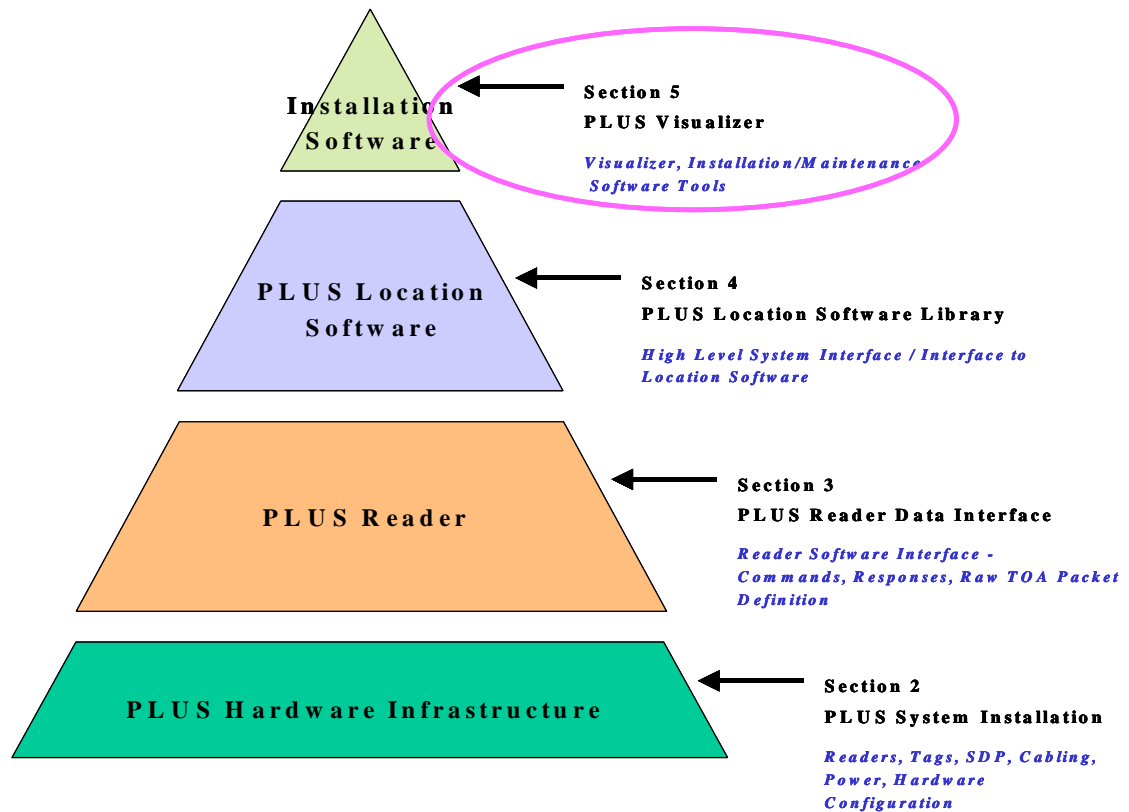 Installation
Software
Section 5
PLUS Visualizer
Visualizer, Installation/Maintenance
Software Tools
PLUS Location
Software
Section 4
PLUS Location Software Library
High Level System Interface / Interface to
Location Software
PLUS Reader
Section 3
PLUS Reader Data Interface
Reader Software Interface -
Commands, Responses, Raw TOA Packet
Definition
PLUS Hardware Infrastructure
Section 2
PLUS System Installation
Readers, Tags, SDP, Cabling,
Power, Hardware
Configuration